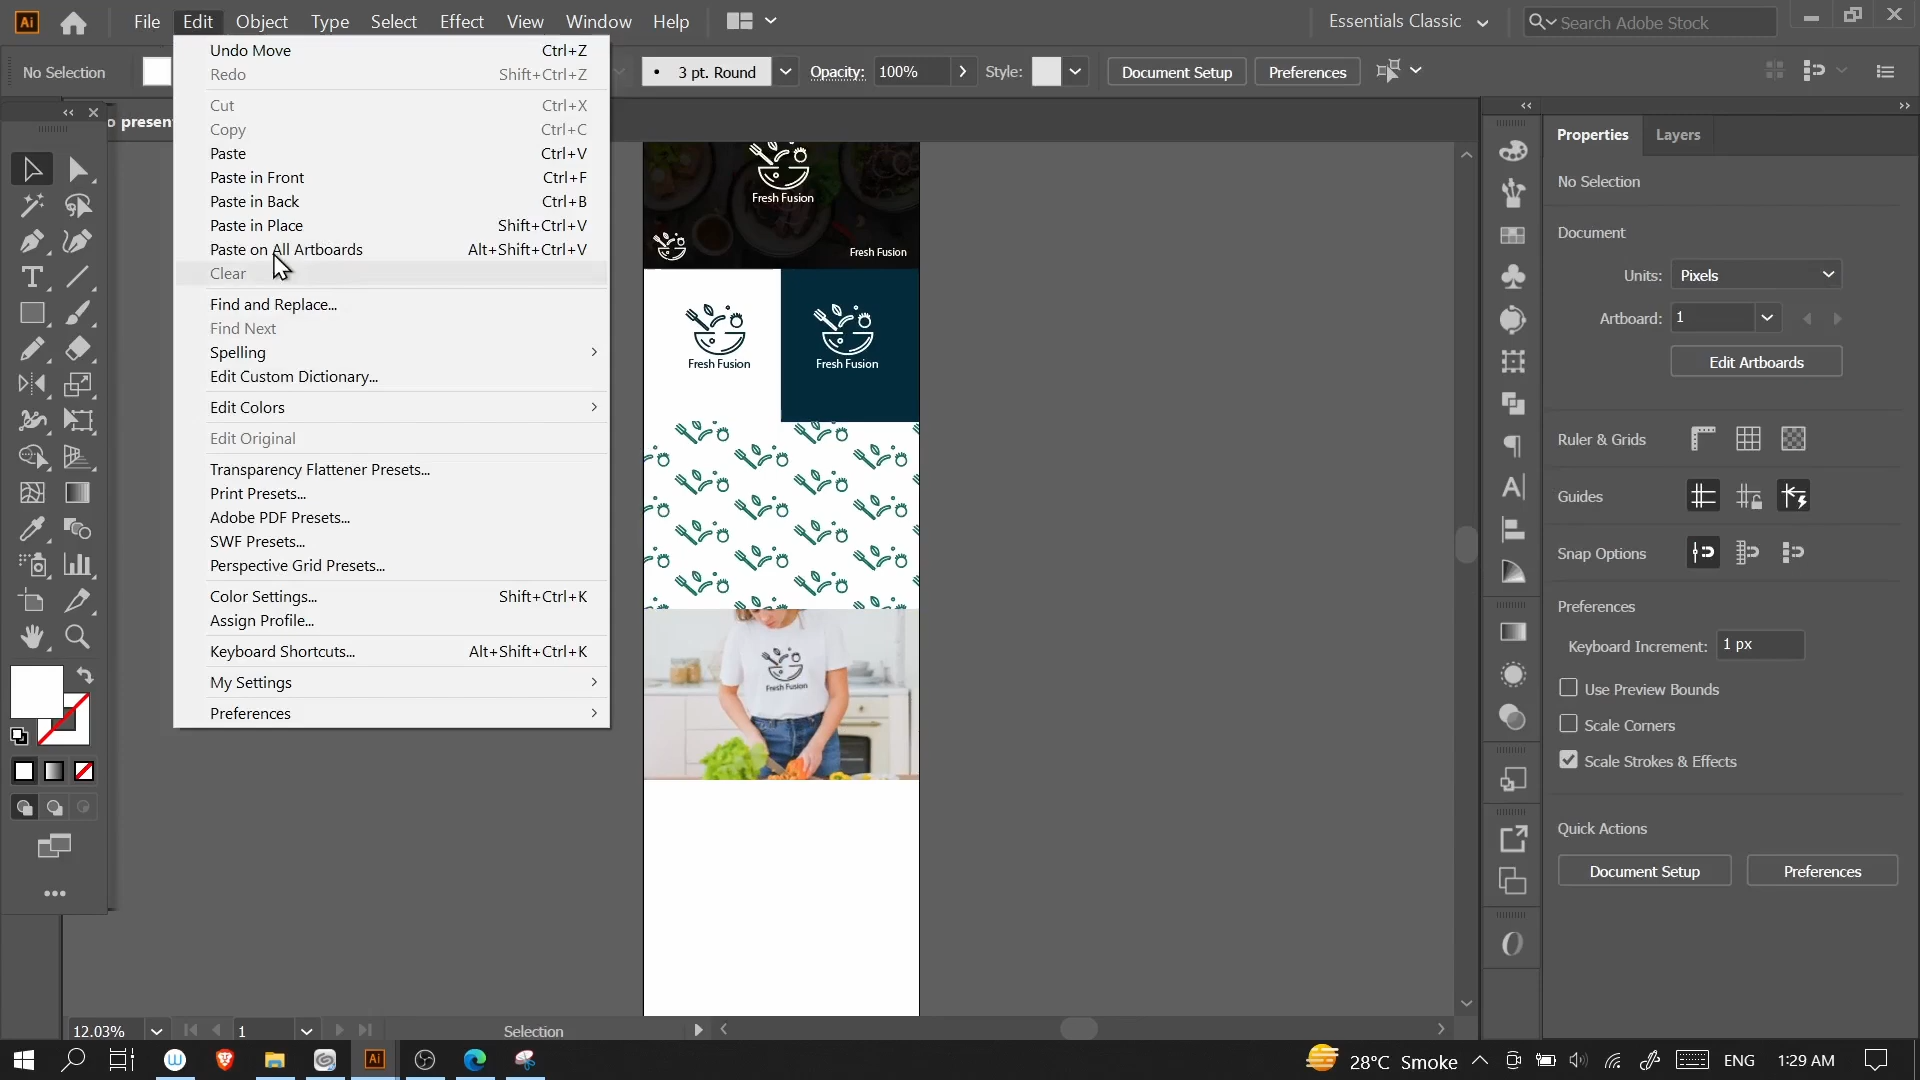 Ai File Edit Object Type Select Effect View Window Help Essentials Classic Search Adobe Stock
No Selection 3 pt. Round Opacity: 100% Style: Document Setup Preferences
o present
Undo Move Ctrl+Z
Redo Shift+Ctrl+Z
Cut Ctrl+X
Copy Ctrl+C
Paste Ctrl+V
Paste in Front Ctrl+F
Paste in Back Ctrl+B
Paste in Place Shift+Ctrl+V
Paste on All Artboards Alt+Shift+Ctrl+V
Clear
Find and Replace...
Find Next
Spelling
Edit Custom Dictionary...
Edit Colors
Edit Original
Transparency Flattener Presets...
Print Presets...
Adobe PDF Presets...
SWF Presets...
Perspective Grid Presets...
Color Settings... Shift+Ctrl+K
Assign Profile...
Keyboard Shortcuts... Alt+Shift+Ctrl+K
My Settings
Preferences
Fresh Fusion
Fresh Fusion
Fresh Fusion
Fresh Fusion
Fresh Fusion
Properties Layers
No Selection
Document
Units: Pixels
Artboard: 1
Edit Artboards
Ruler & Grids
Guides
Snap Options
Preferences
Keyboard Increment: 1 px
Use Preview Bounds
Scale Corners
Scale Strokes & Effects
Quick Actions
Document Setup Preferences
12.03% 1 Selection
Ai 28°C Smoke ENG 1:29 AM